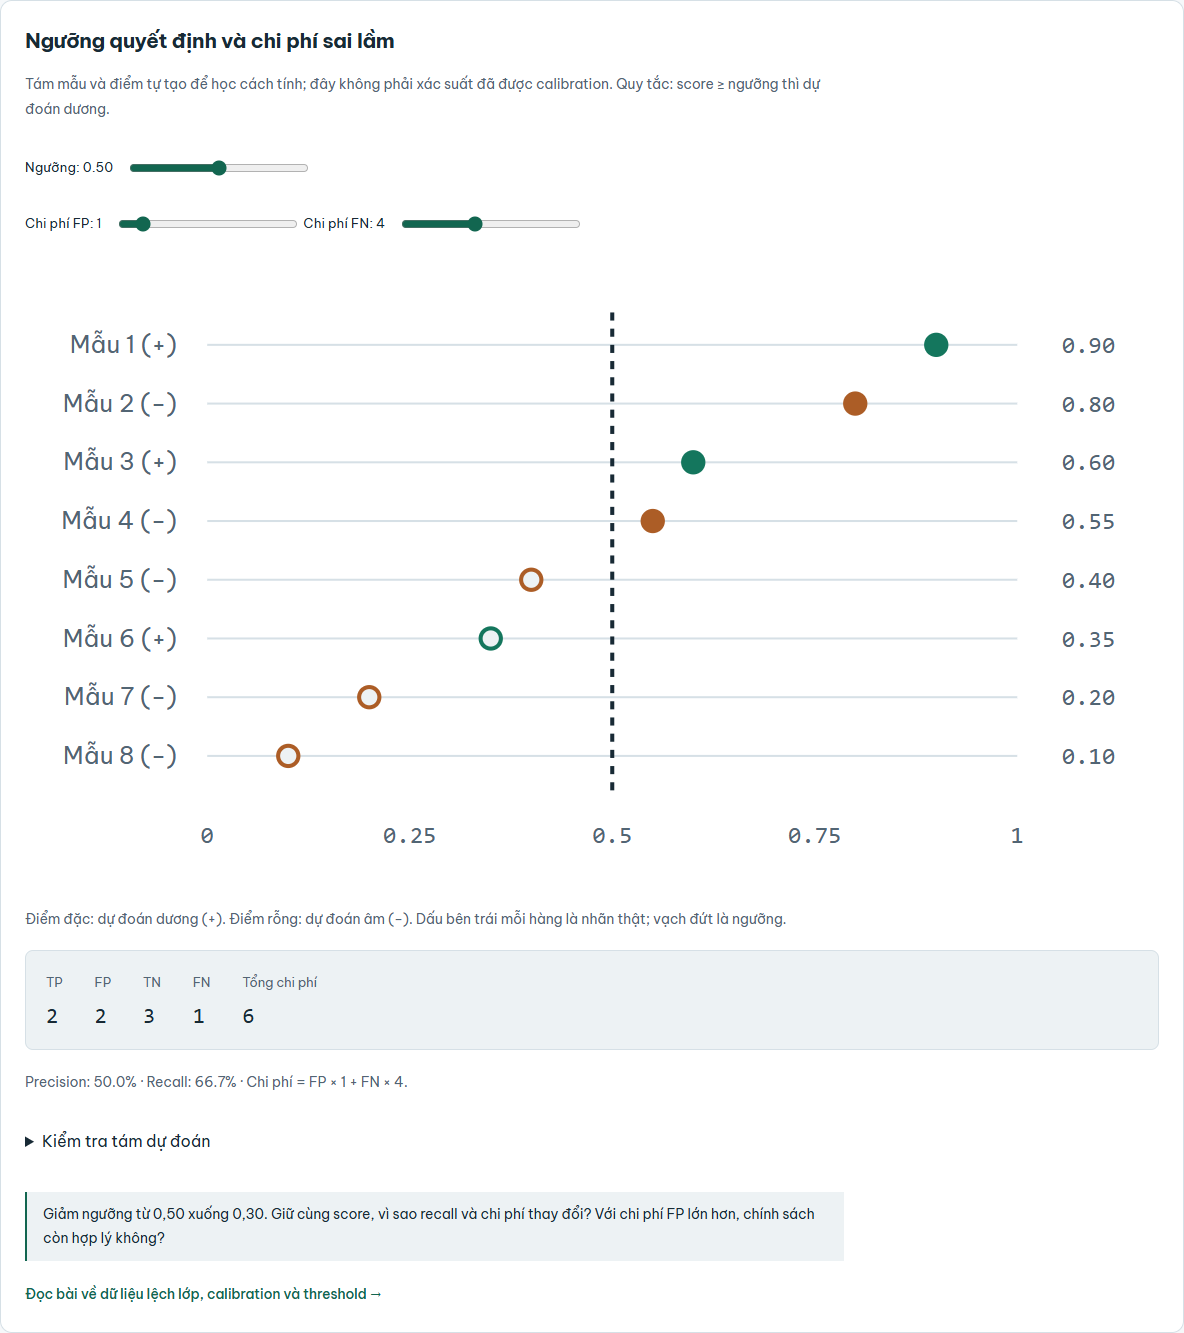 Ngưỡng quyết định và chi phí sai lầm
Tám mẫu và điểm tự tạo để học cách tính; đây không phải xác suất đã được calibration. Quy tắc: score ≥ ngưỡng thì dự
đoán dương.
Ngưỡng: 0.50
Chi phí FP: 1 Chi phí FN: 4
Mẫu 1 (+) 0.90
Mẫu 2 (−) 0.80
Mẫu 3 (+) 0.60
Mẫu 4 (−) 0.55
Mẫu 5 (−) 0.40
Mẫu 6 (+) 0.35
Mẫu 7 (−) 0.20
Mẫu 8 (−) 0.10
0 0.25 0.5 0.75 1
Điểm đặc: dự đoán dương (+). Điểm rỗng: dự đoán âm (−). Dấu bên trái mỗi hàng là nhãn thật; vạch đứt là ngưỡng.
TP FP TN FN Tổng chi phí
2 2 3 1 6
Precision: 50.0% · Recall: 66.7% · Chi phí = FP × 1 + FN × 4.
▶ Kiểm tra tám dự đoán
Giảm ngưỡng từ 0,50 xuống 0,30. Giữ cùng score, vì sao recall và chi phí thay đổi? Với chi phí FP lớn hơn, chính sách
còn hợp lý không?
Đọc bài về dữ liệu lệch lớp, calibration và threshold →